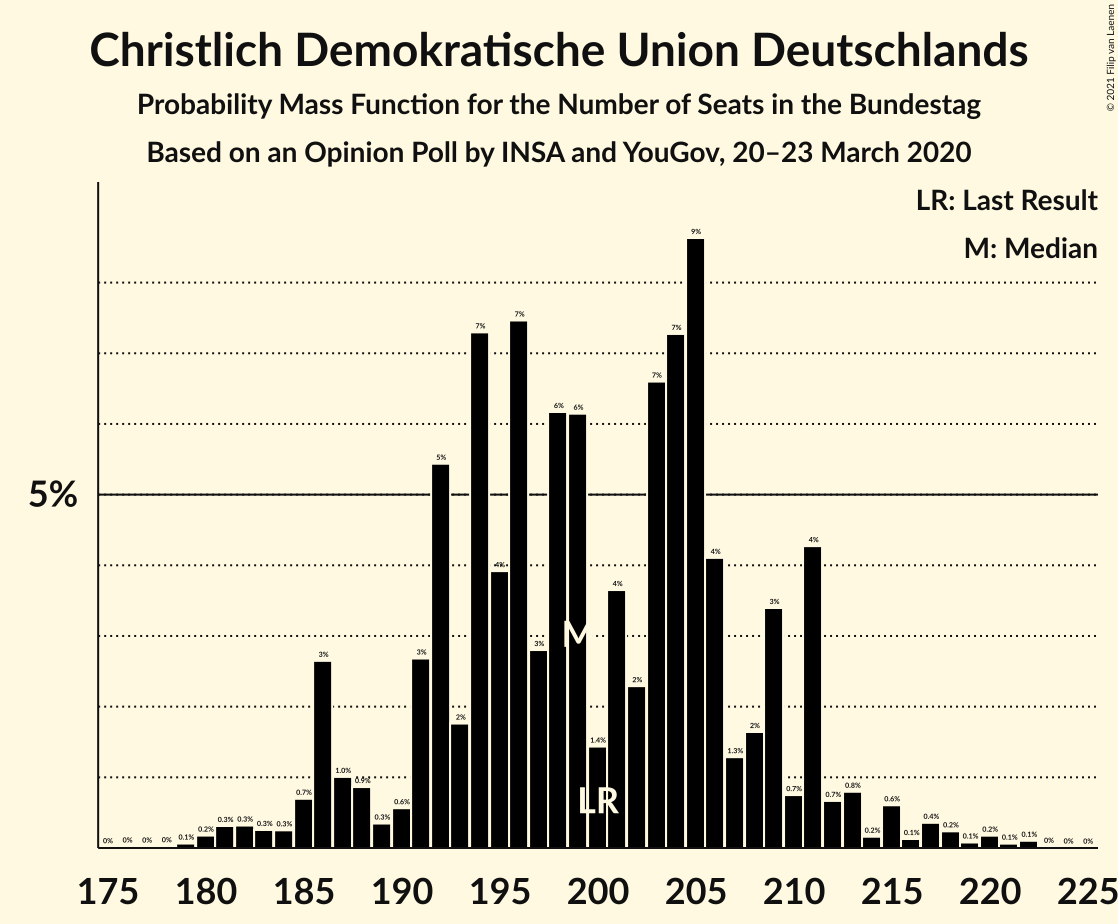 Christlich Demokratische Union Deutschlands
Probability Mass Function for the Number of Seats in the Bundestag
Based on an Opinion Poll by INSA and YouGov, 20–23 March 2020
© 2021 Filip van Laenen
LR: Last Result
M: Median
5%
0% 0% 0% 0% 0.1% 0.2% 0.3% 0.3% 0.3% 0.3% 0.7% 3% 1.0% 0.9% 0.3% 0.6% 3% 5% 2% 7% 4% 7% 3% 6% 6% 1.4% 4% 2% 7% 7% 9% 4% 1.3% 2% 3% 0.7% 4% 0.7% 0.8% 0.2% 0.6% 0.1% 0.4% 0.2% 0.1% 0.2% 0.1% 0.1% 0% 0% 0%
M
LR
175 180 185 190 195 200 205 210 215 220 225